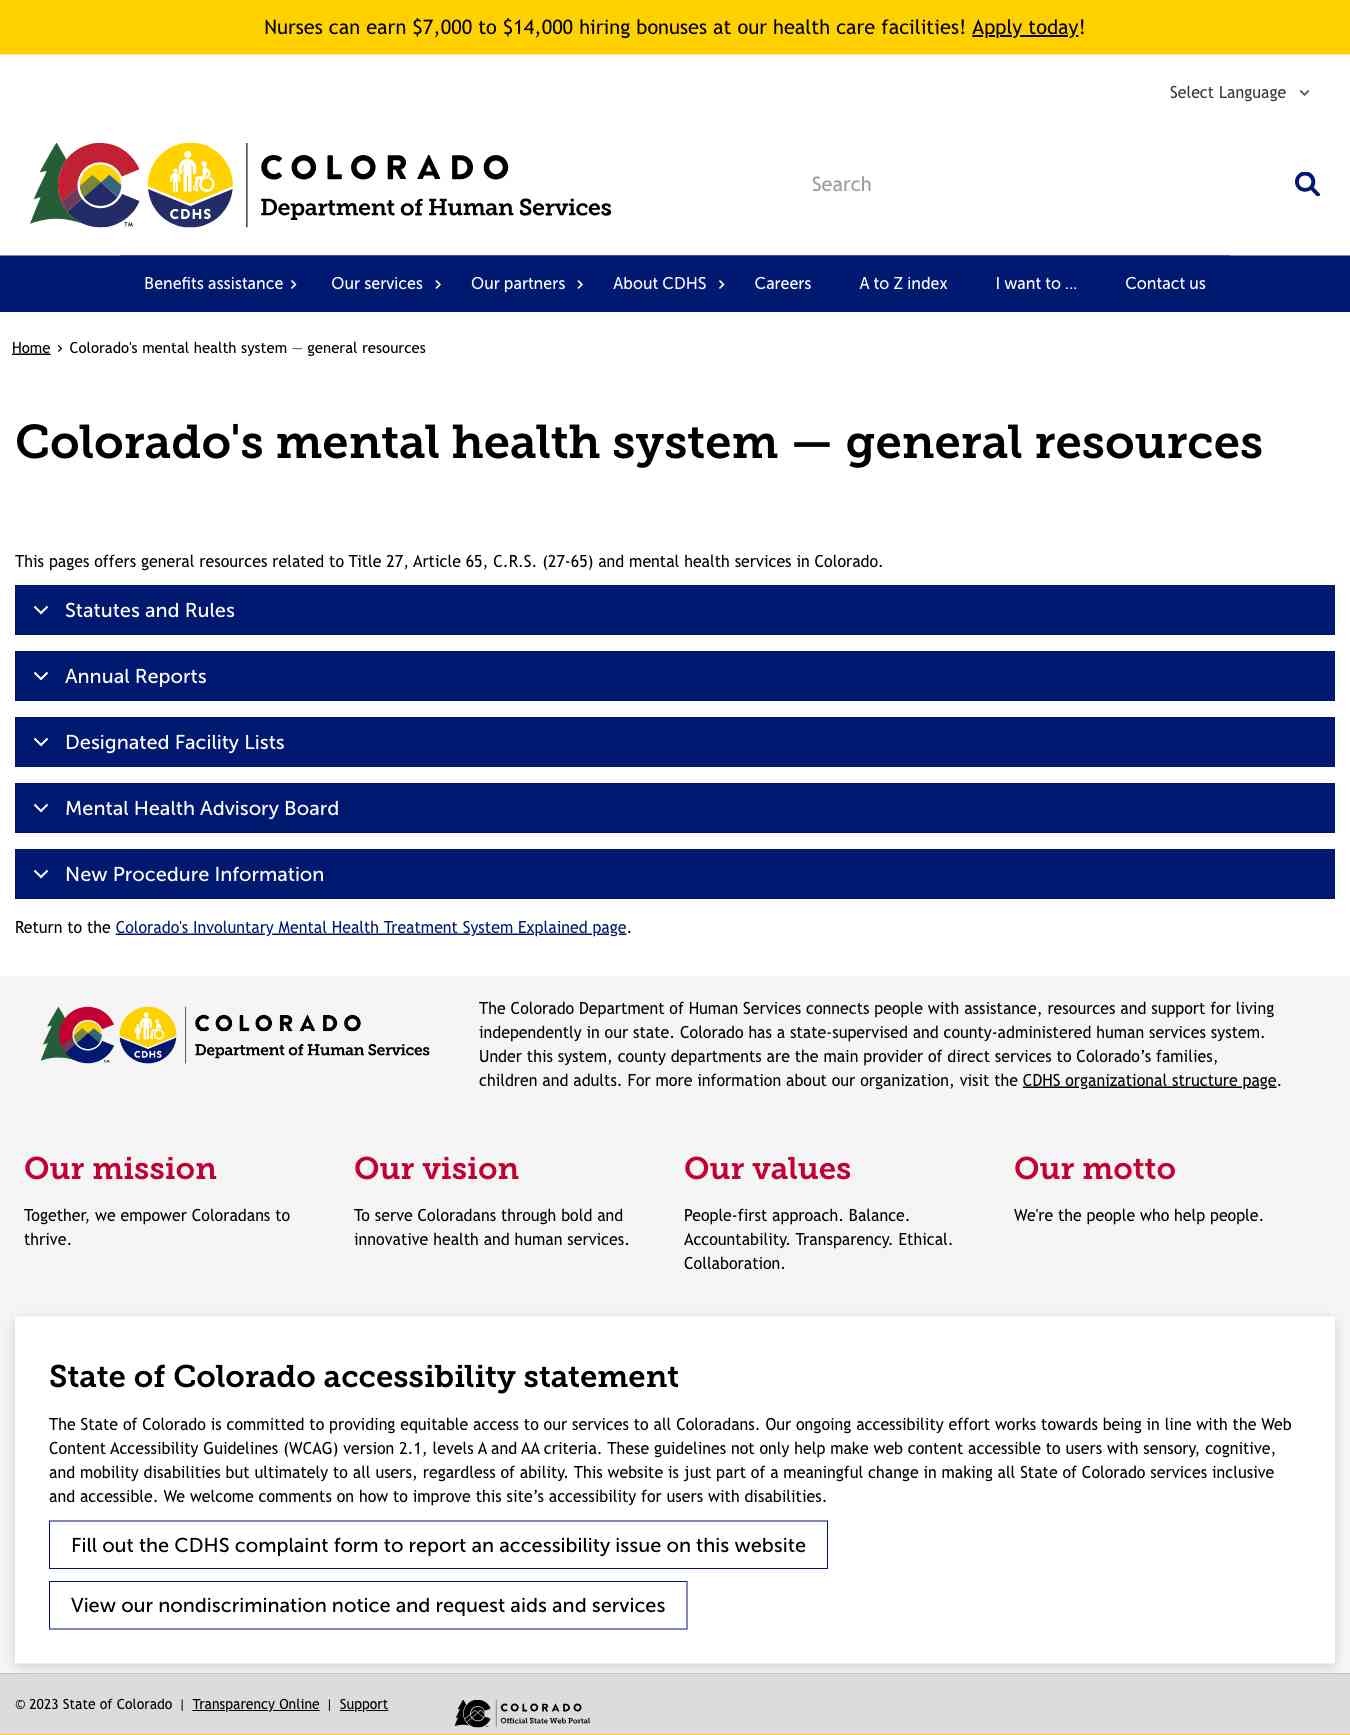 Nurses can earn $7,000 to $14,000 hiring bonuses at our health care facilities! Apply today!
Select Language
COLORADO
Department of Human Services
CDHS
TM
Search
Benefits assistance
Our services
Our partners
About CDHS
Careers
A to Z index
I want to ...
Contact us
Home › Colorado's mental health system — general resources
Colorado's mental health system — general resources
This pages offers general resources related to Title 27, Article 65, C.R.S. (27-65) and mental health services in Colorado.
Statutes and Rules
Annual Reports
Designated Facility Lists
Mental Health Advisory Board
New Procedure Information
Return to the Colorado's Involuntary Mental Health Treatment System Explained page.
COLORADO
Department of Human Services
CDHS
TM
The Colorado Department of Human Services connects people with assistance, resources and support for living
independently in our state. Colorado has a state-supervised and county-administered human services system.
Under this system, county departments are the main provider of direct services to Colorado’s families,
children and adults. For more information about our organization, visit the CDHS organizational structure page.
Our mission
Together, we empower Coloradans to
thrive.
Our vision
To serve Coloradans through bold and
innovative health and human services.
Our values
People-first approach. Balance.
Accountability. Transparency. Ethical.
Collaboration.
Our motto
We're the people who help people.
State of Colorado accessibility statement
The State of Colorado is committed to providing equitable access to our services to all Coloradans. Our ongoing accessibility effort works towards being in line with the Web
Content Accessibility Guidelines (WCAG) version 2.1, levels A and AA criteria. These guidelines not only help make web content accessible to users with sensory, cognitive,
and mobility disabilities but ultimately to all users, regardless of ability. This website is just part of a meaningful change in making all State of Colorado services inclusive
and accessible. We welcome comments on how to improve this site’s accessibility for users with disabilities.
Fill out the CDHS complaint form to report an accessibility issue on this website
View our nondiscrimination notice and request aids and services
© 2023 State of Colorado | Transparency Online | Support
COLORADO
Official State Web Portal